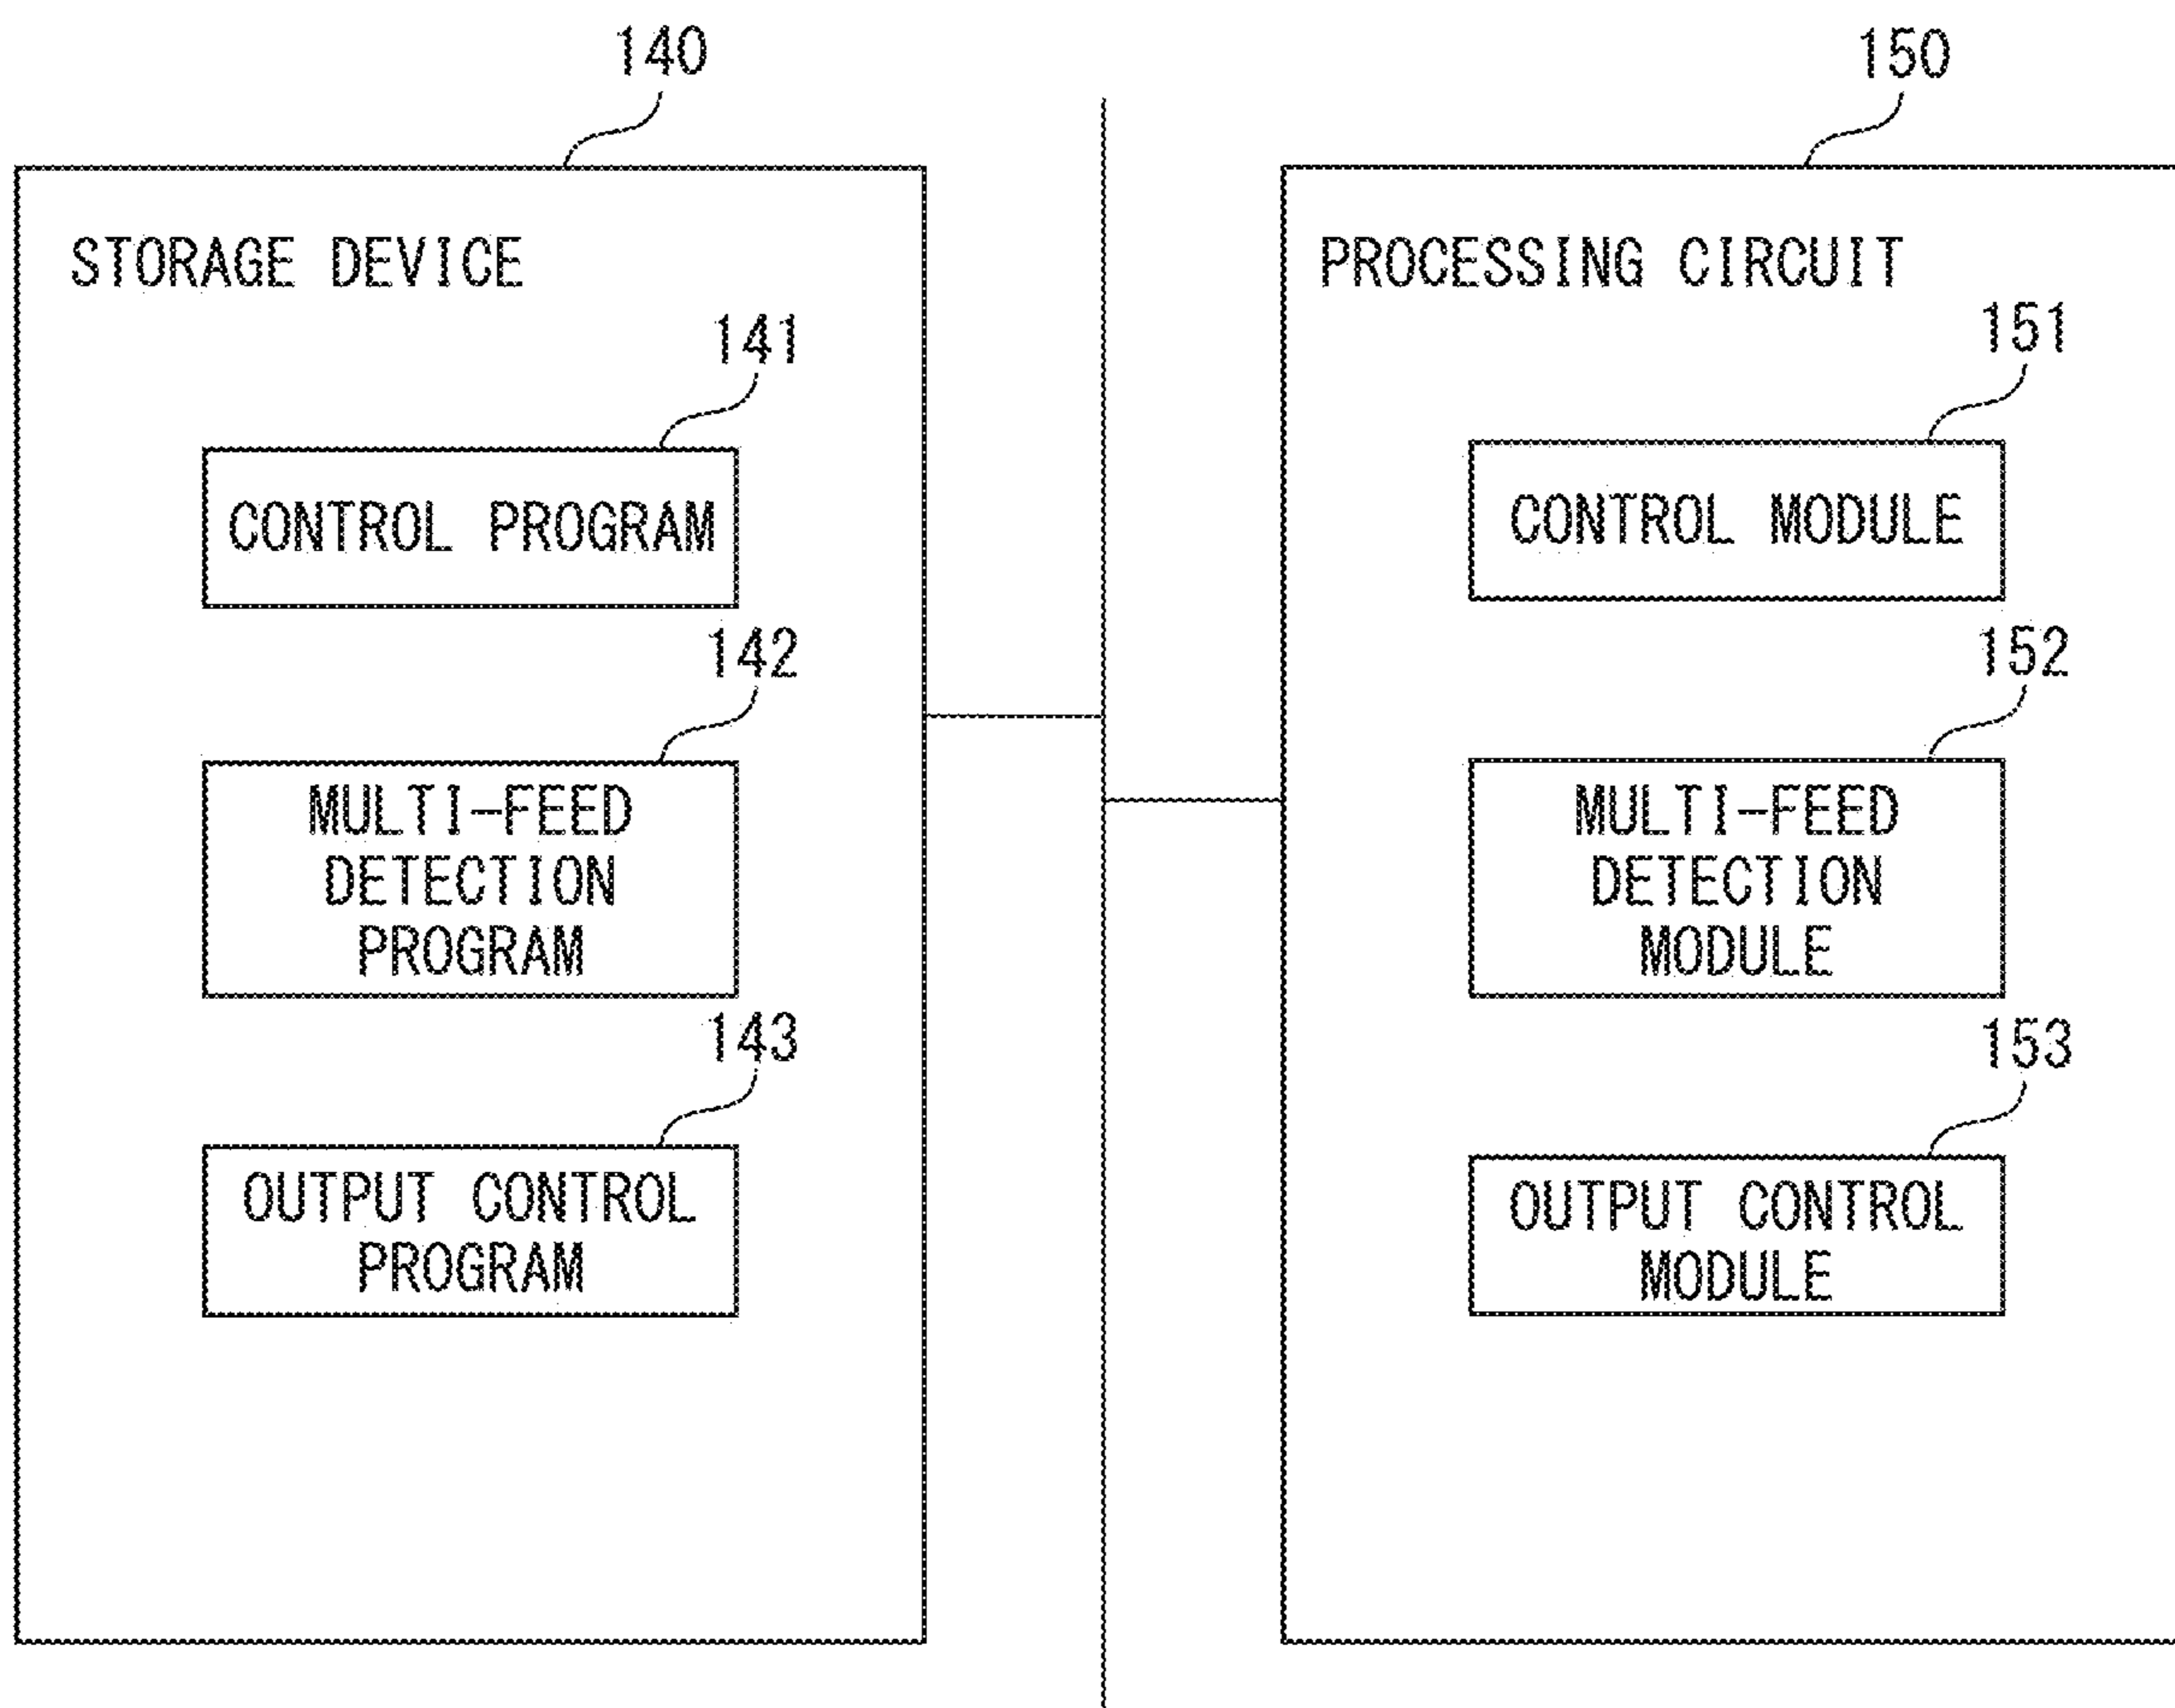 140
STORAGE DEVICE
141
CONTROL PROGRAM
142
MULTI-FEED
DETECTION
PROGRAM
143
OUTPUT CONTROL
PROGRAM
150
PROCESSING CIRCUIT
151
CONTROL MODULE
152
MULTI-FEED
DETECTION
MODULE
153
OUTPUT CONTROL
MODULE